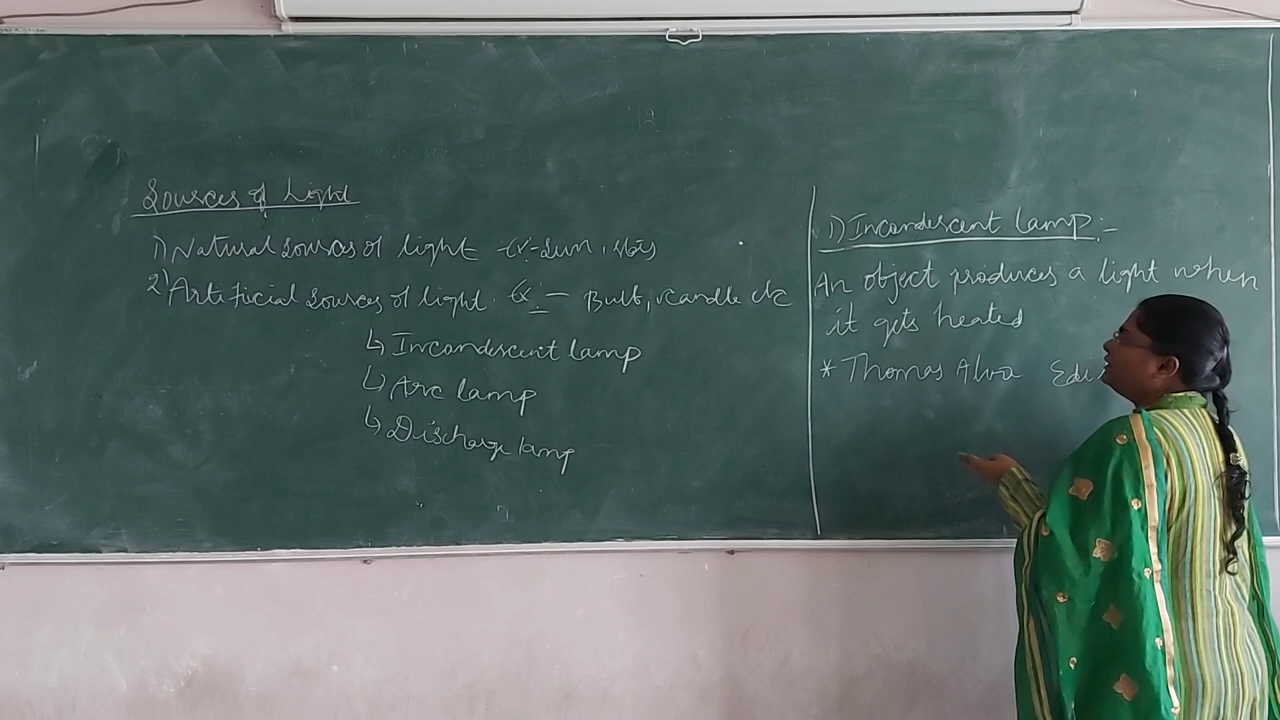 Sources of Light
1) Natural sources of light -Ex- Sun, stars
2) Artificial sources of light. Ex:- Bulb, candle etc
↳ Incandescent lamp
↳ Arc lamp
↳ Discharge lamp
1) Incandescent lamp:-
An object produces a light when
it gets heated
* Thomas Alva